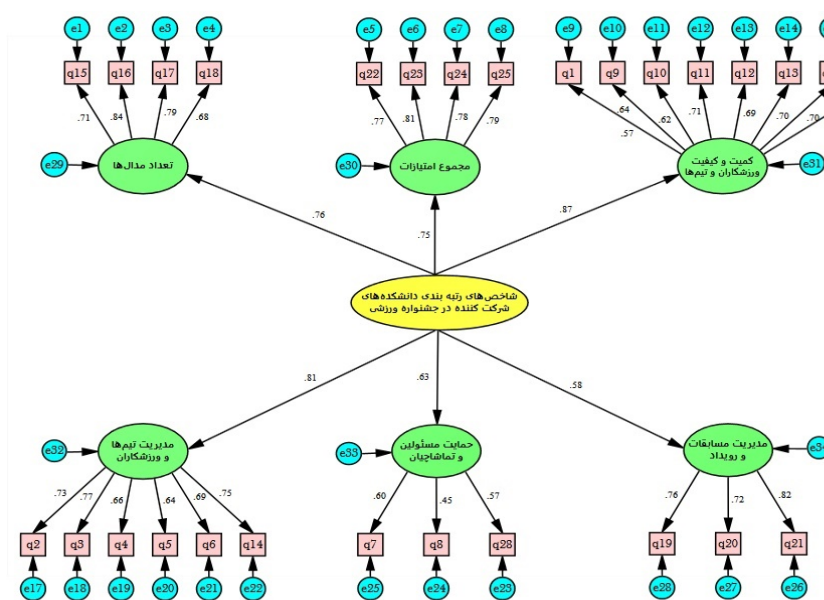 e1 e2 e3 e4 e5 e6 e7 e8 e9 e10 e11 e12 e13 e14
q15 q16 q17 q18 q22 q23 q24 q25 q1 q9 q10 q11 q12 q13
.71 .84 .79 .68 .77 .81 .78 .79 .57 .64 .62 .71 .69 .70 .70
e29 تعداد مدال‌ها
e30 مجموع امتیازات
کمیت و کیفیت
ورزشکاران و تیم‌ها
e31
.76 .75 .87
شاخص‌های رتبه بندی دانشکده‌های
شرکت کننده در جشنواره ورزشی
.81 .63 .58
e32
مدیریت تیم‌ها
و ورزشکاران
e33
حمایت مسئولین
و تماشاچیان
مدیریت مسابقات
و رویداد
.73 .77 .66 .64 .69 .75 .60 .45 .57 .76 .72 .82
q2 q3 q4 q5 q6 q14 q7 q8 q28 q19 q20 q21
e17 e18 e19 e20 e21 e22 e25 e24 e23 e28 e27 e26